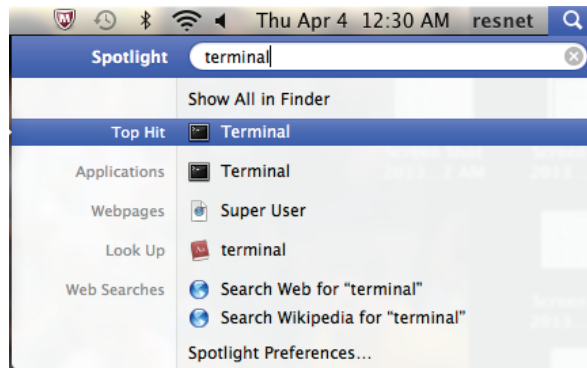 Thu Apr 4 12:30 AM resnet
Spotlight terminal
Show All in Finder
Top Hit Terminal
Applications Terminal
Webpages Super User
Look Up terminal
Web Searches Search Web for “terminal”
Search Wikipedia for “terminal”
Spotlight Preferences...